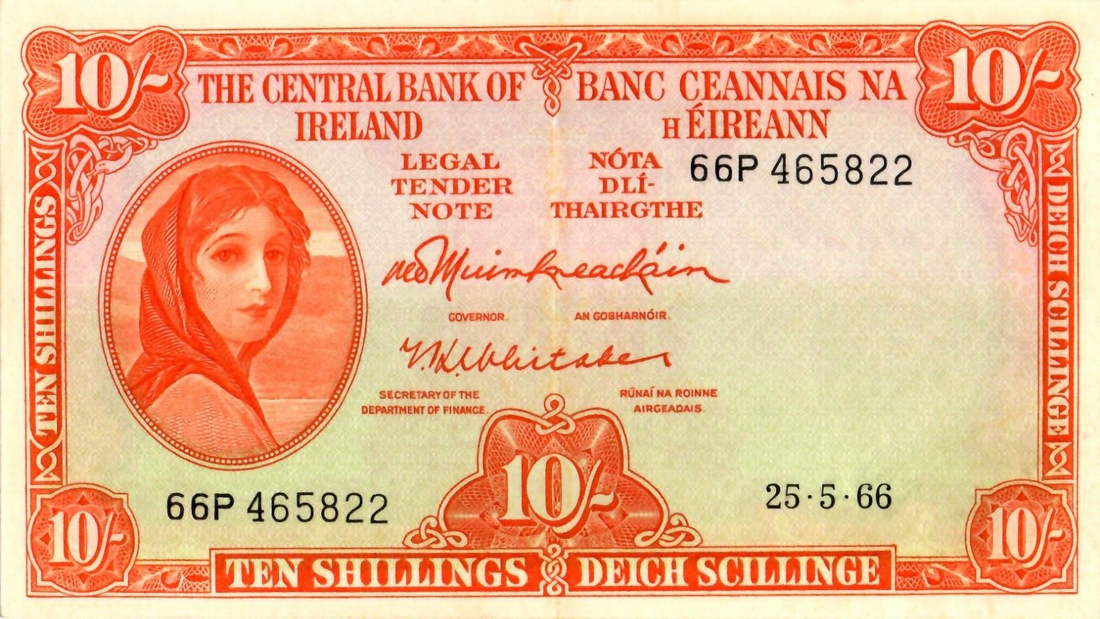 10/-
10/-
THE CENTRAL BANK OF
IRELAND
BANC CEANNAIS NA
H ÉIREANN
LEGAL
TENDER
NOTE
NÓTA
DLÍ-
THAIRGTHE
66P 465822
GOVERNOR.
AN GOBHARNÓIR.
T.K. Whitaker
SECRETARY OF THE
DEPARTMENT OF FINANCE.
RÚNAÍ NA ROINNE
AIRGEADAIS.
TEN SHILLINGS
DEICH SCILLINGE
66P 465822
10/-
25·5·66
10/-
10/-
TEN SHILLINGS
DEICH SCILLINGE